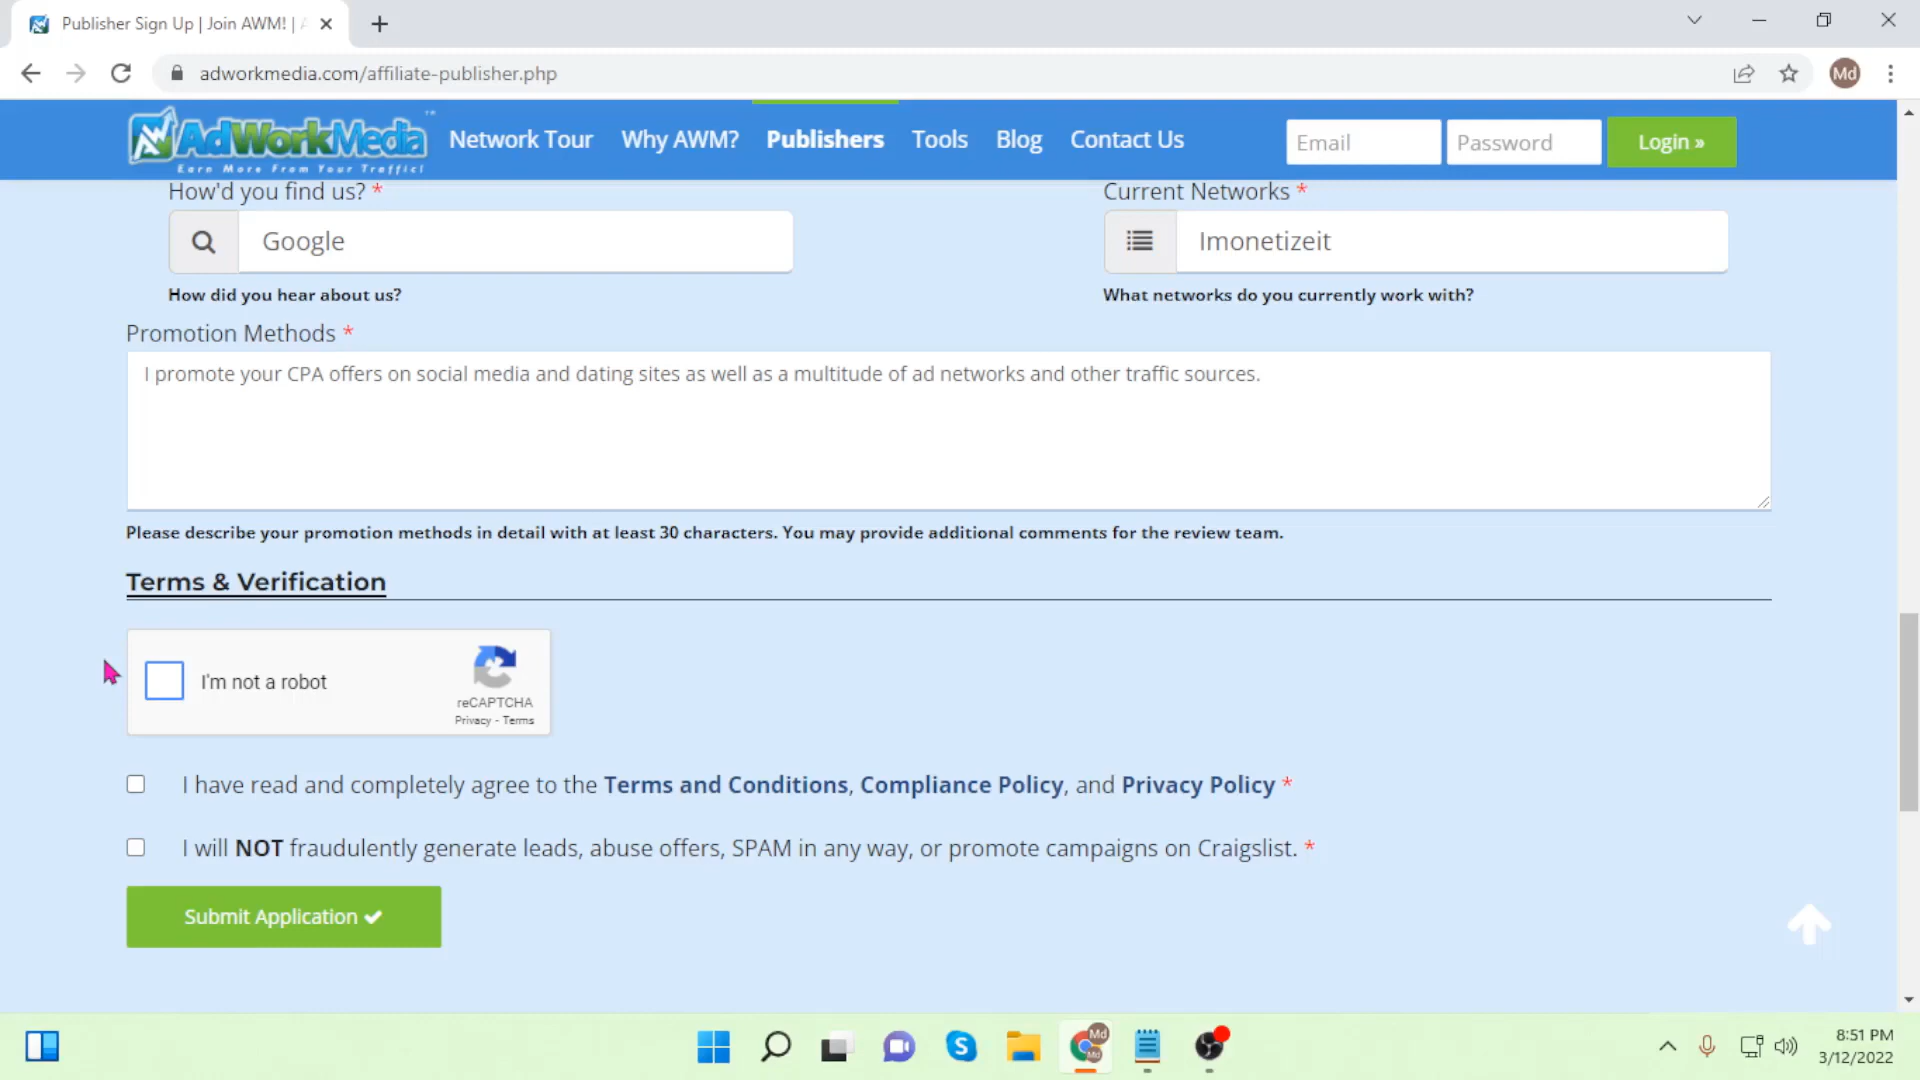 Publisher Sign Up | Join AWM! |
adworkmedia.com/affiliate-publisher.php
Md
AdWorkMedia™
Earn More From Your Traffic!
Network Tour
Why AWM?
Publishers
Tools
Blog
Contact Us
Email
Password
Login »
How'd you find us? *
Current Networks *
Google
Imonetizeit
How did you hear about us?
What networks do you currently work with?
Promotion Methods *
I promote your CPA offers on social media and dating sites as well as a multitude of ad networks and other traffic sources.
Please describe your promotion methods in detail with at least 30 characters. You may provide additional comments for the review team.
Terms & Verification
I'm not a robot
reCAPTCHA
Privacy - Terms
I have read and completely agree to the Terms and Conditions, Compliance Policy, and Privacy Policy *
I will NOT fraudulently generate leads, abuse offers, SPAM in any way, or promote campaigns on Craigslist. *
Submit Application
Md
Md
8:51 PM
3/12/2022